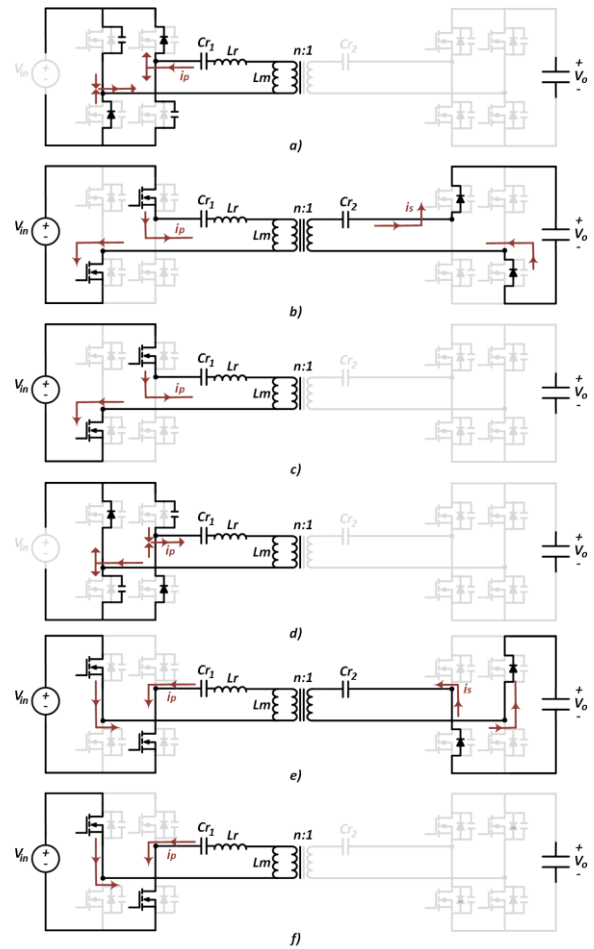 Cr1 Lr n:1 Cr2
Vin + - ip Lm + Vo -
a)
Cr1 Lr n:1 Cr2 is
Vin + - ip Lm + Vo -
b)
Cr1 Lr n:1 Cr2
Vin + - ip Lm + Vo -
c)
Cr1 Lr n:1 Cr2
Vin + - ip Lm + Vo -
d)
Cr1 Lr n:1 Cr2 is
Vin + - ip Lm + Vo -
e)
Cr1 Lr n:1 Cr2
Vin + - ip Lm + Vo -
f)